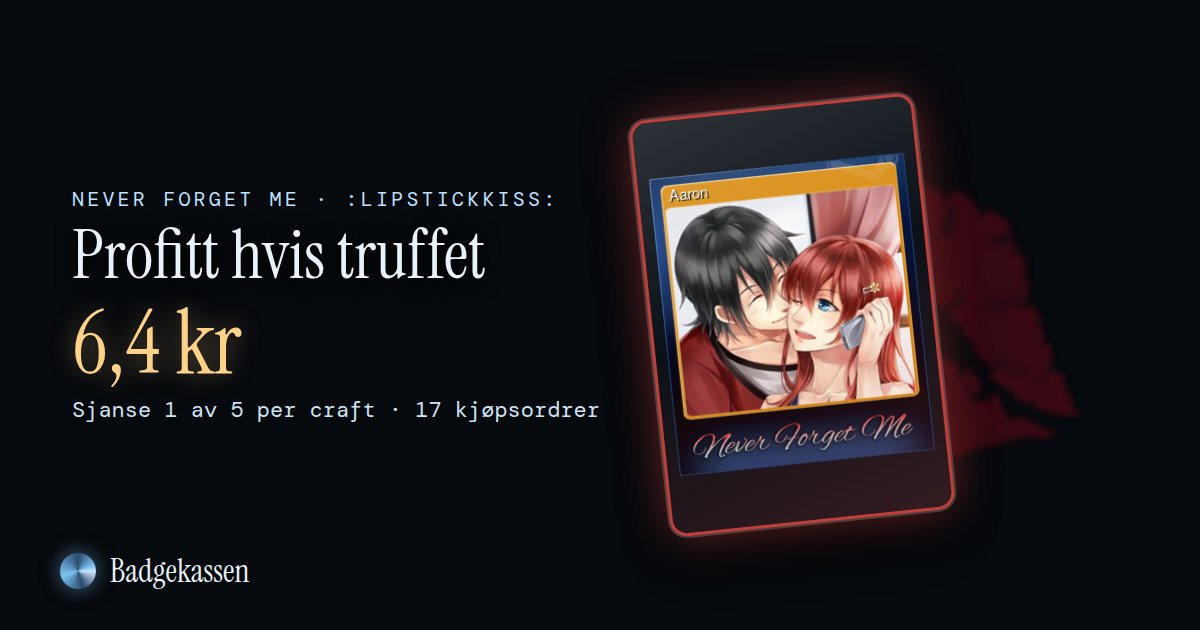 NEVER FORGET ME · :LIPSTICKKISS:
Profitt hvis truffet
6,4 kr
Sjanse 1 av 5 per craft · 17 kjøpsordrer
Aaron
Never Forget Me
Badgekassen